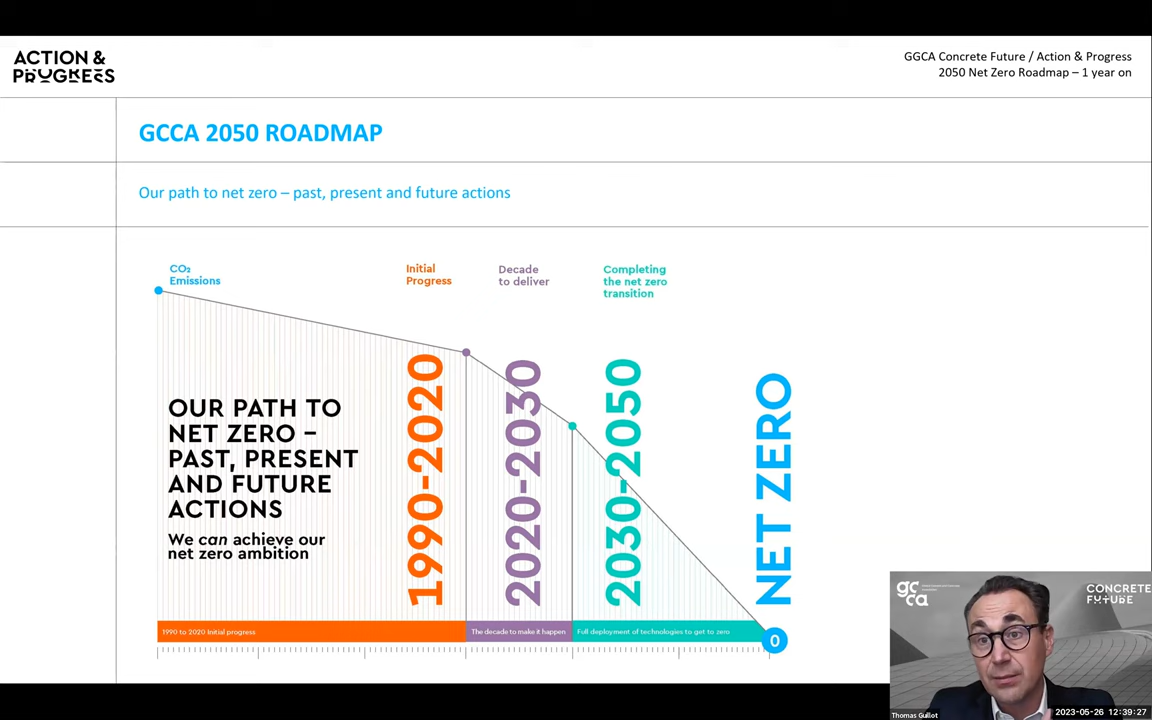 ACTION &
PROGRESS
GGCA Concrete Future / Action & Progress
2050 Net Zero Roadmap – 1 year on
GCCA 2050 ROADMAP
Our path to net zero – past, present and future actions
CO₂
Emissions
Initial
Progress
Decade
to deliver
Completing
the net zero
transition
OUR PATH TO
NET ZERO –
PAST, PRESENT
AND FUTURE
ACTIONS
We can achieve our
net zero ambition
1990-2020
2020-2030
2030-2050
NET ZERO
1990 to 2020 Initial progress
The decade to make it happen
Full deployment of technologies to get to zero
0
gc
ca
CONCRETE
FUTURE
Thomas Guillot
2023-05-26 12:39:27